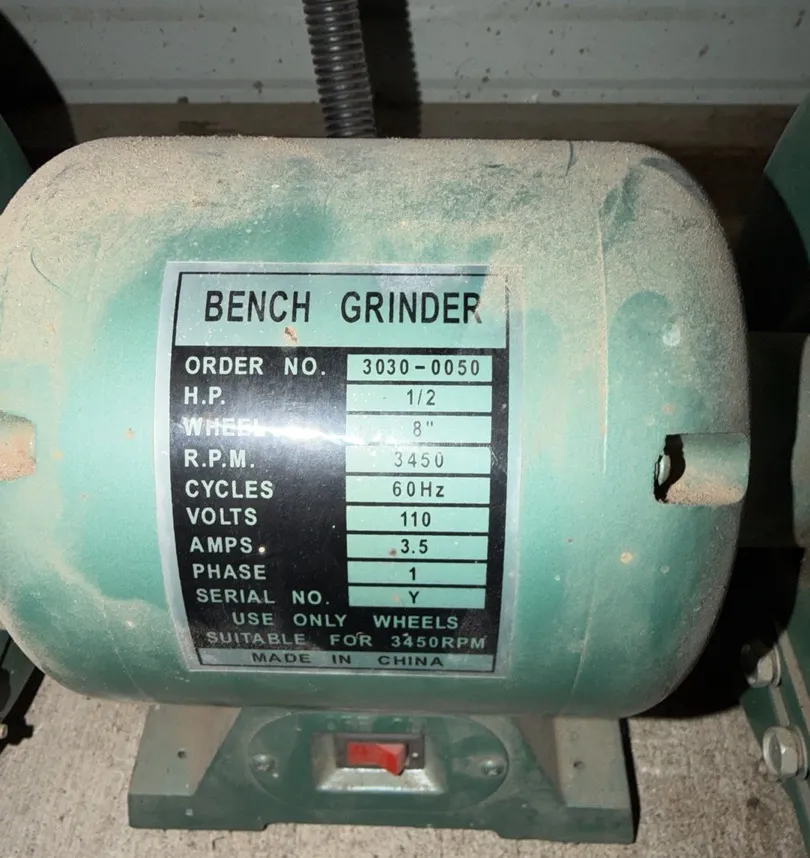 BENCH GRINDER
ORDER NO. 3030-0050
H.P. 1/2
WHEEL 8"
R.P.M. 3450
CYCLES 60Hz
VOLTS 110
AMPS. 3.5
PHASE 1
SERIAL NO. Y
USE ONLY WHEELS
SUITABLE FOR 3450RPM
MADE IN CHINA